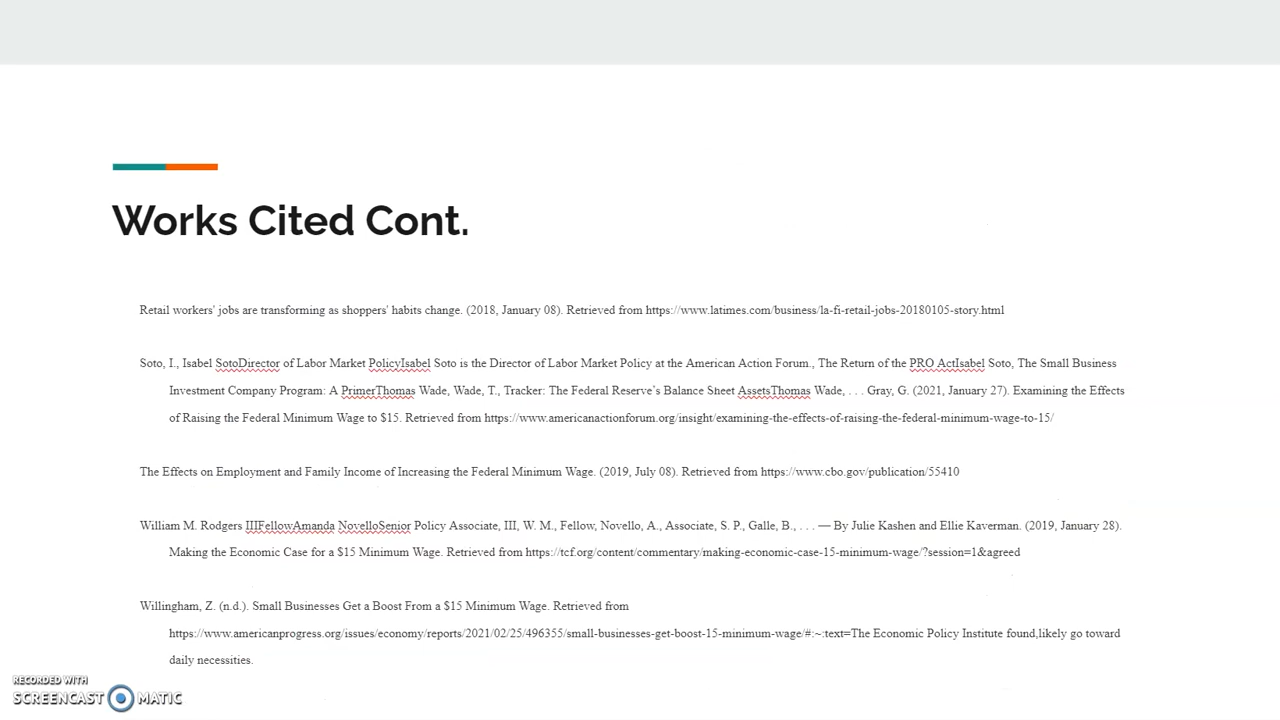 Works Cited Cont.
Retail workers' jobs are transforming as shoppers' habits change. (2018, January 08). Retrieved from https://www.latimes.com/business/la-fi-retail-jobs-20180105-story.html
Soto, I., Isabel SotoDirector of Labor Market PolicyIsabel Soto is the Director of Labor Market Policy at the American Action Forum., The Return of the PRO ActIsabel Soto, The Small Business
Investment Company Program: A PrimerThomas Wade, Wade, T., Tracker: The Federal Reserve's Balance Sheet AssetsThomas Wade, . . . Gray, G. (2021, January 27). Examining the Effects
of Raising the Federal Minimum Wage to $15. Retrieved from https://www.americanactionforum.org/insight/examining-the-effects-of-raising-the-federal-minimum-wage-to-15/
The Effects on Employment and Family Income of Increasing the Federal Minimum Wage. (2019, July 08). Retrieved from https://www.cbo.gov/publication/55410
William M. Rodgers IIIFellowAmanda NovelloSenior Policy Associate, III, W. M., Fellow, Novello, A., Associate, S. P., Galle, B., . . . — By Julie Kashen and Ellie Kaverman. (2019, January 28).
Making the Economic Case for a $15 Minimum Wage. Retrieved from https://tcf.org/content/commentary/making-economic-case-15-minimum-wage/?session=1&agreed
Willingham, Z. (n.d.). Small Businesses Get a Boost From a $15 Minimum Wage. Retrieved from
https://www.americanprogress.org/issues/economy/reports/2021/02/25/496355/small-businesses-get-boost-15-minimum-wage/#:~:text=The Economic Policy Institute found,likely go toward
daily necessities.
RECORDED WITH
SCREENCAST MATIC